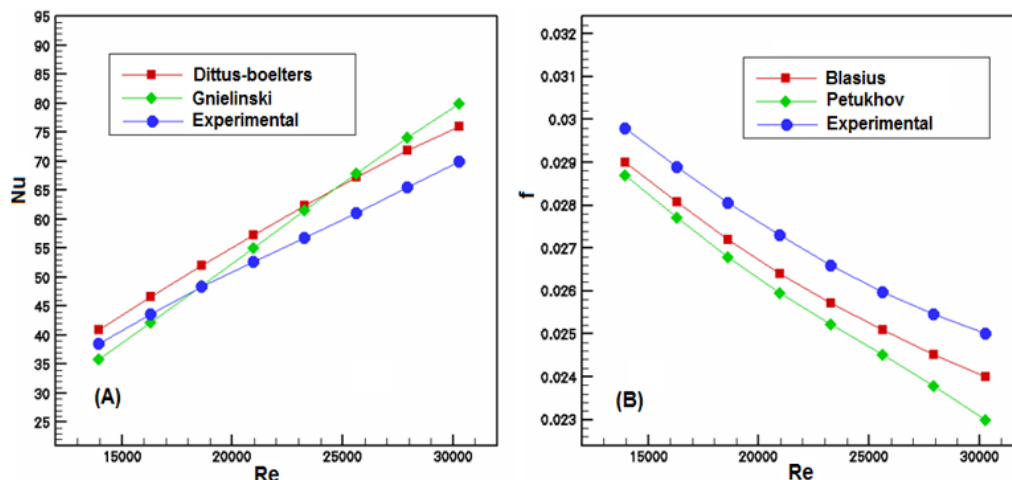 95
90
85
80
75
70
65
60
55
50
45
40
35
30
25
Nu
Dittus-boelters
Gnielinski
Experimental
(A)
15000 20000 25000 30000
Re
0.032
0.031
0.03
0.029
0.028
0.027
0.026
0.025
0.024
0.023
f
Blasius
Petukhov
Experimental
(B)
15000 20000 25000 30000
Re